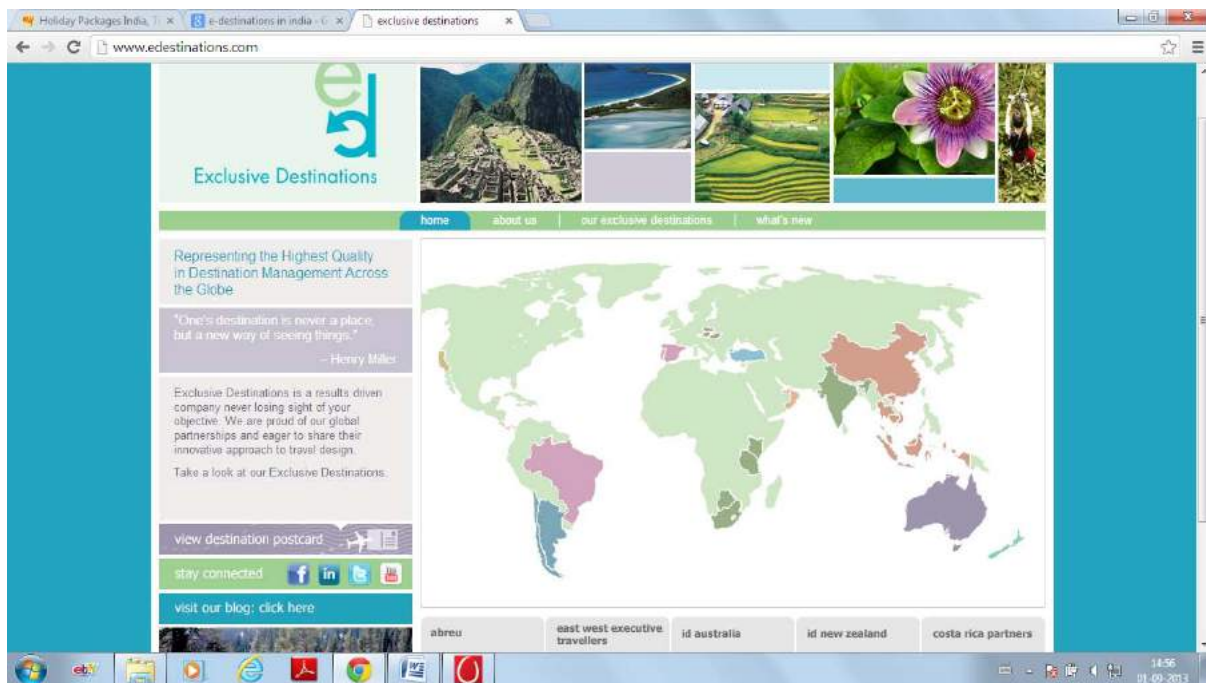 Holiday Packages India, T
e-destinations in india - G
exclusive destinations
www.edestinations.com
ed
Exclusive Destinations
home
about us
our exclusive destinations
what's new
Representing the Highest Quality
in Destination Management Across
the Globe
"One's destination is never a place,
but a new way of seeing things."
– Henry Miller
Exclusive Destinations is a results driven
company never losing sight of your
objective. We are proud of our global
partnerships and eager to share their
innovative approach to travel design.
Take a look at our Exclusive Destinations.
view destination postcard
stay connected
visit our blog: click here
abreu
east west executive
travellers
id australia
id new zealand
costa rica partners
14:56
01-09-2013